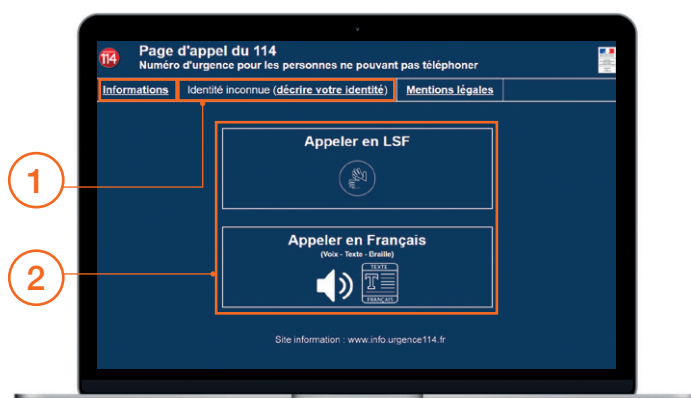 114
Page d'appel du 114
Numéro d'urgence pour les personnes ne pouvant pas téléphoner
Informations
Identité inconnue (décrire votre identité)
Mentions légales
1
Appeler en LSF
2
Appeler en Français
(Voix - Texte - Braille)
TEXTE
T
FRANÇAIS
Site information : www.info.urgence114.fr